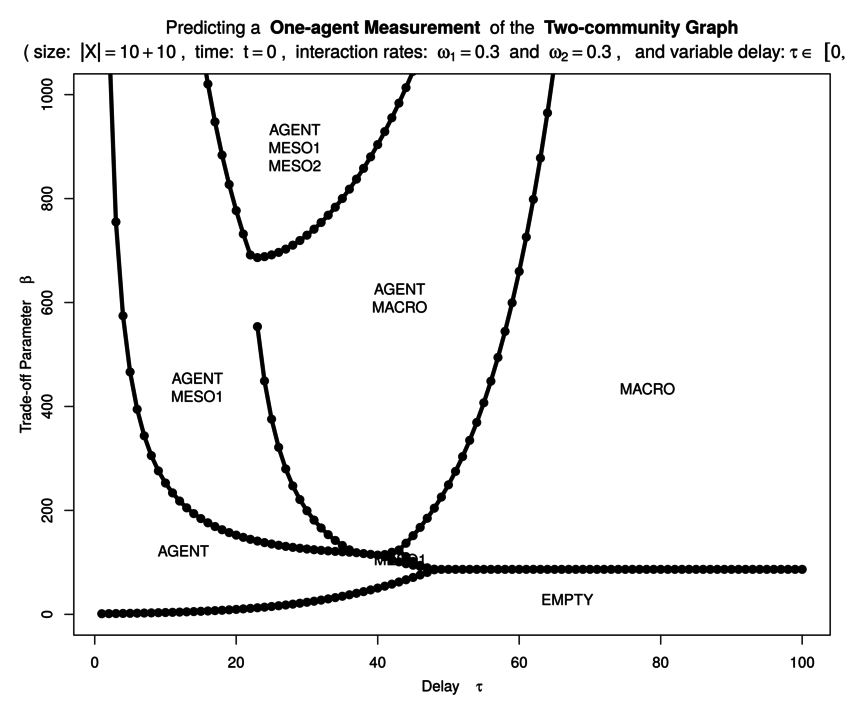 Predicting a One-agent Measurement of the Two-community Graph
( size: |X| = 10 + 10 , time: t = 0 , interaction rates: ω₁ = 0.3 and ω₂ = 0.3 , and variable delay: τ ∈ [0,
1000
AGENT
MESO1
MESO2
800
600
AGENT
MACRO
Trade-off Parameter β
AGENT
MESO1
MACRO
400
200
AGENT
EMPTY
0
0 20 40 60 80 100
Delay τ